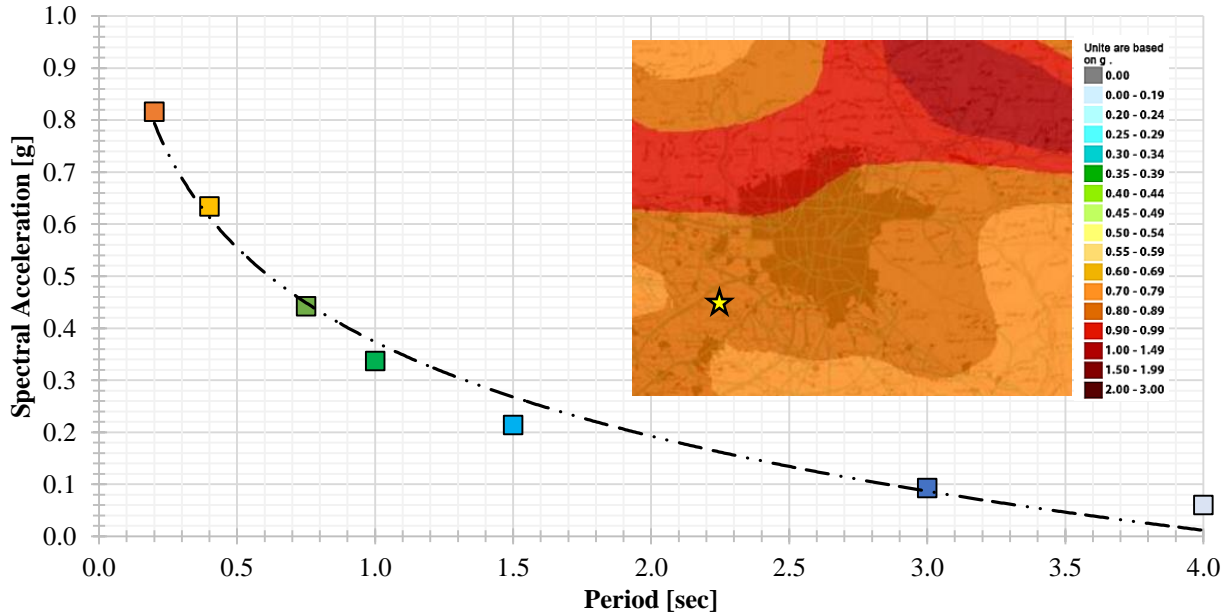 1.0
0.9
0.8
0.7
0.6
0.5
0.4
0.3
0.2
0.1
0.0
Spectral Acceleration [g]
0.0 0.5 1.0 1.5 2.0 2.5 3.0 3.5 4.0
Period [sec]
Unite are based
on g .
0.00
0.00 - 0.19
0.20 - 0.24
0.25 - 0.29
0.30 - 0.34
0.35 - 0.39
0.40 - 0.44
0.45 - 0.49
0.50 - 0.54
0.55 - 0.59
0.60 - 0.69
0.70 - 0.79
0.80 - 0.89
0.90 - 0.99
1.00 - 1.49
1.50 - 1.99
2.00 - 3.00